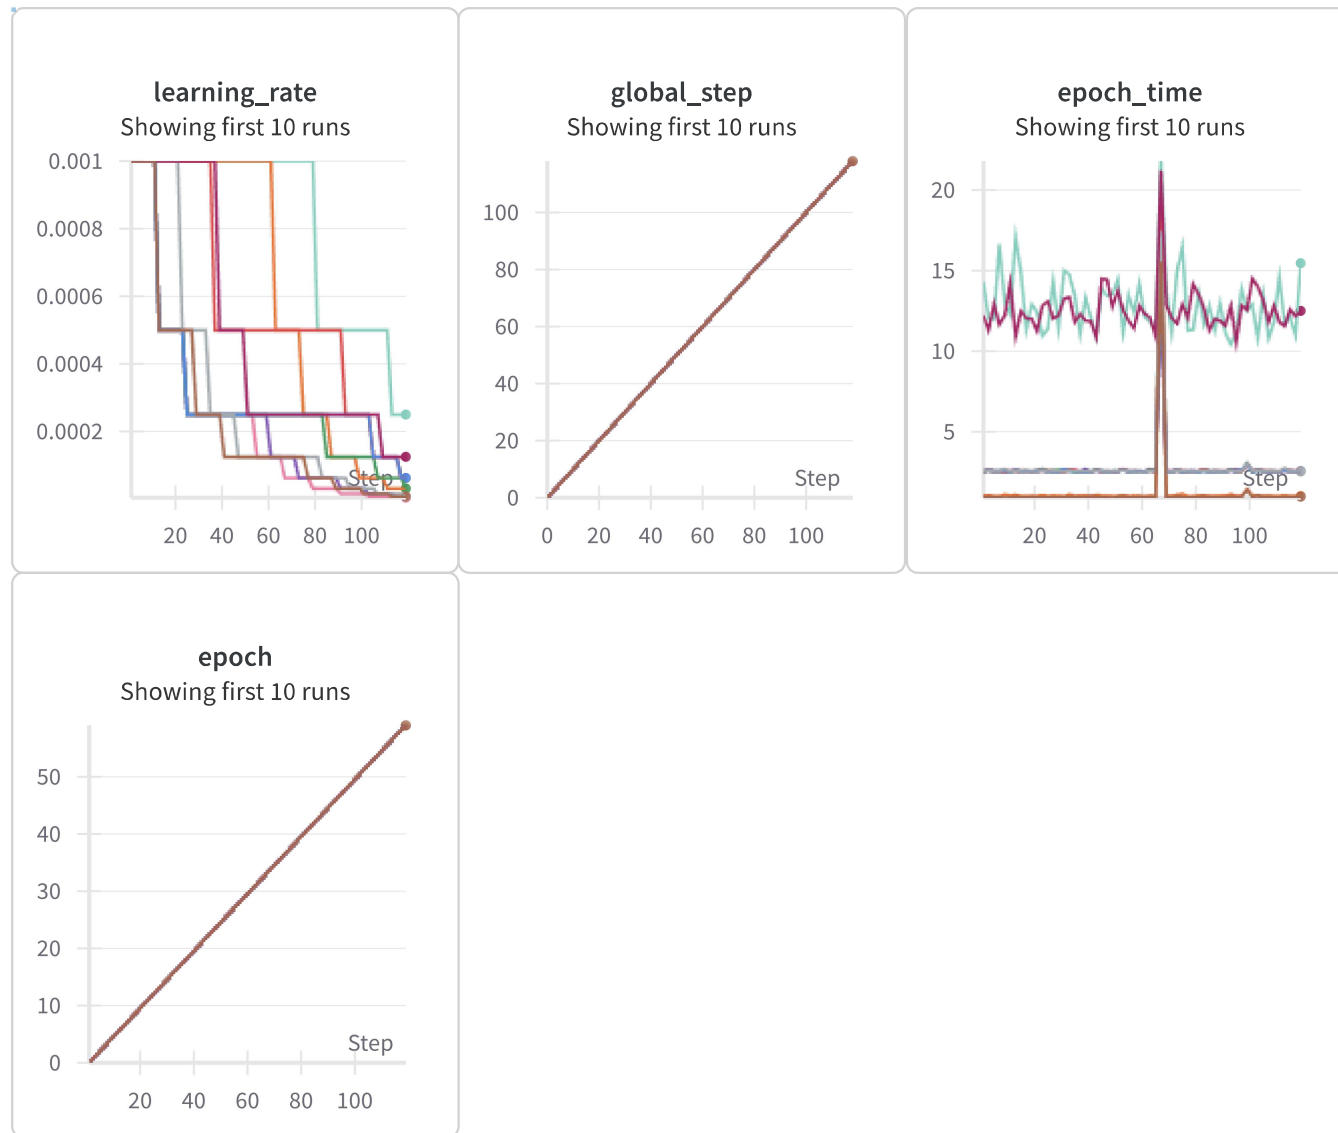 learning_rate
Showing first 10 runs
0.001
0.0008
0.0006
0.0004
0.0002
Step
20 40 60 80 100
global_step
Showing first 10 runs
100
80
60
40
20
0
Step
0 20 40 60 80 100
epoch_time
Showing first 10 runs
20
15
10
5
Step
20 40 60 80 100
epoch
Showing first 10 runs
50
40
30
20
10
0
Step
20 40 60 80 100